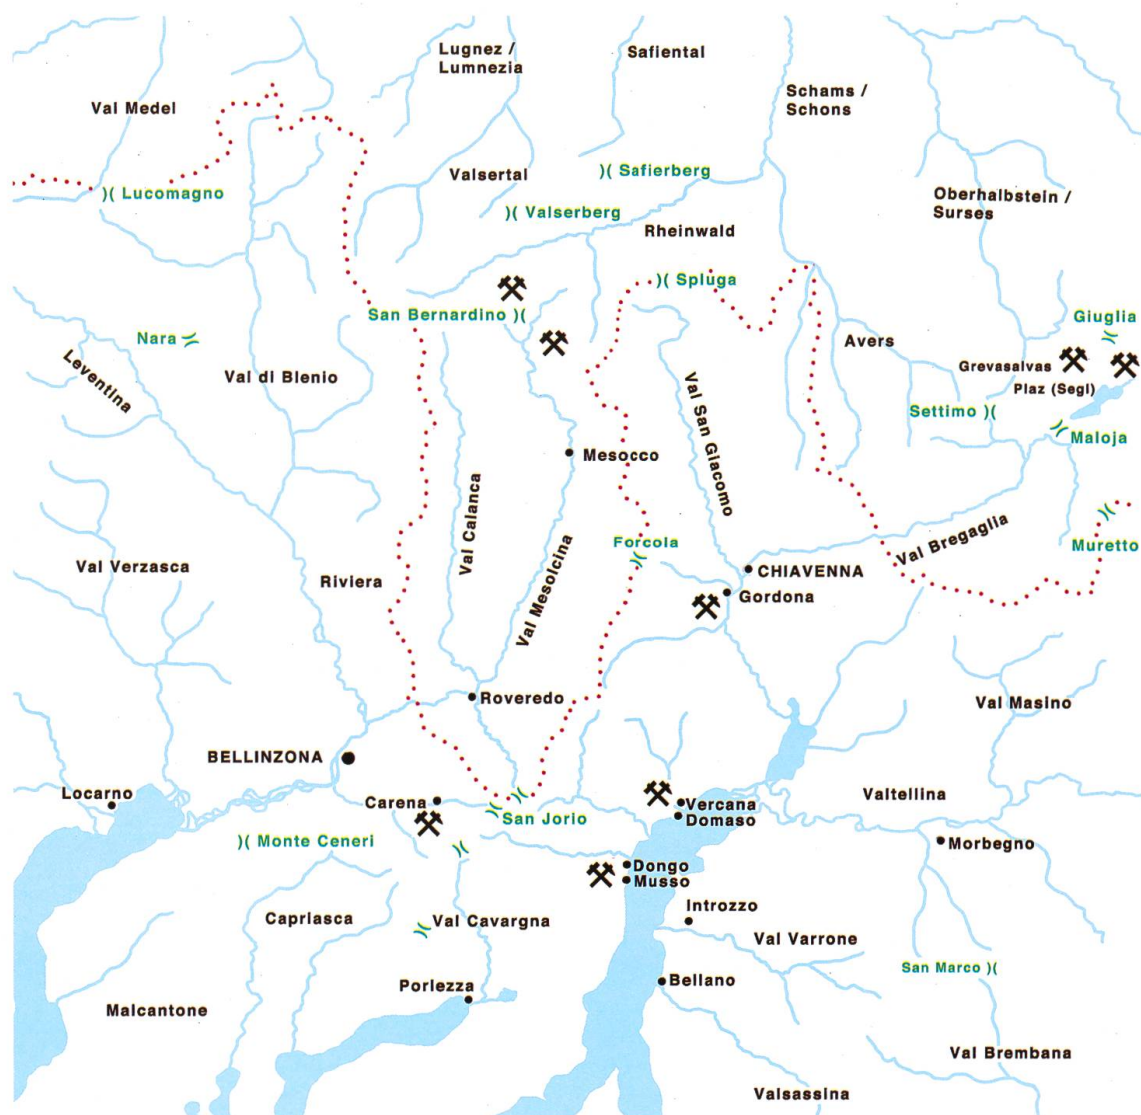 Lugnez /
Lumnezia
Safiental
Schams /
Schons
Val Medel
Valsertal
)( Safierberg
)( Lucomagno
Oberhalbstein /
Surses
)( Valserberg
Rheinwald
)( Spluga
San Bernardino )(
Giuglia
Nara
Avers
Leventina
Val di Blenio
Grevasalvas
Plaz (Segl)
Val San Giacomo
Settimo )(
Maloja
Mesocco
Val Calanca
Val Mesolcina
Forcola
Val Bregaglia
Muretto
Val Verzasca
Riviera
CHIAVENNA
Gordona
Roveredo
Val Masino
BELLINZONA
Locarno
Carena
Vercana
Domaso
Valtellina
San Jorio
)( Monte Ceneri
Morbegno
Dongo
Musso
Introzzo
Capriasca
Val Cavargna
Val Varrone
San Marco )(
Porlezza
Bellano
Malcantone
Val Brembana
Valsassina